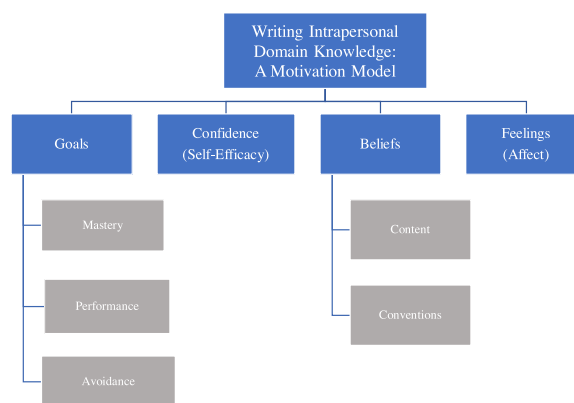 Writing Intrapersonal
Domain Knowledge:
A Motivation Model
Goals
Confidence
(Self-Efficacy)
Beliefs
Feelings
(Affect)
Mastery
Content
Performance
Conventions
Avoidance